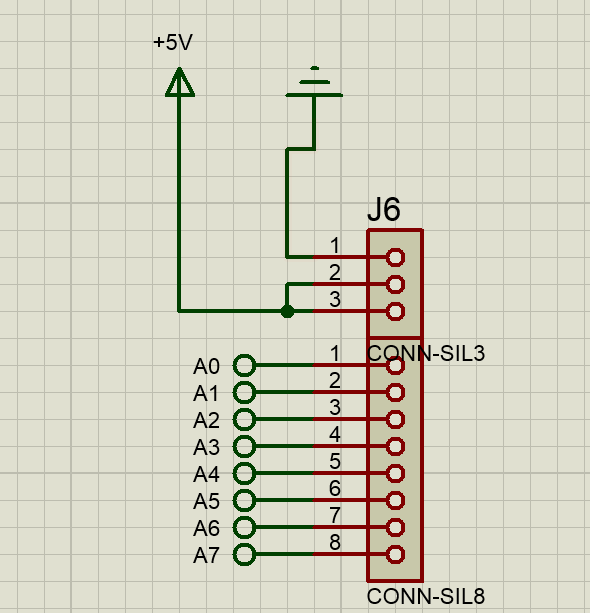 +5V
J6
1
2
3
CONN-SIL3
A0 1
A1 2
A2 3
A3 4
A4 5
A5 6
A6 7
A7 8
CONN-SIL8